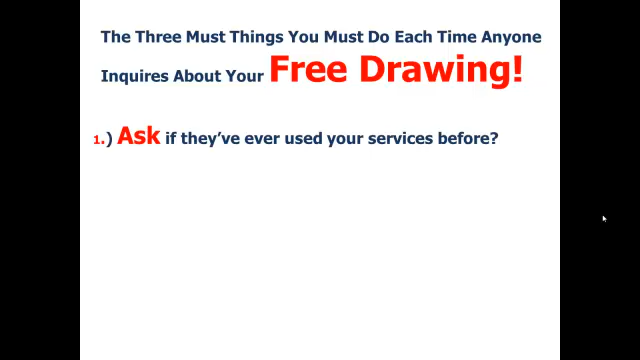 The Three Must Things You Must Do Each Time Anyone
Inquires About Your Free Drawing!
1.) Ask if they've ever used your services before?